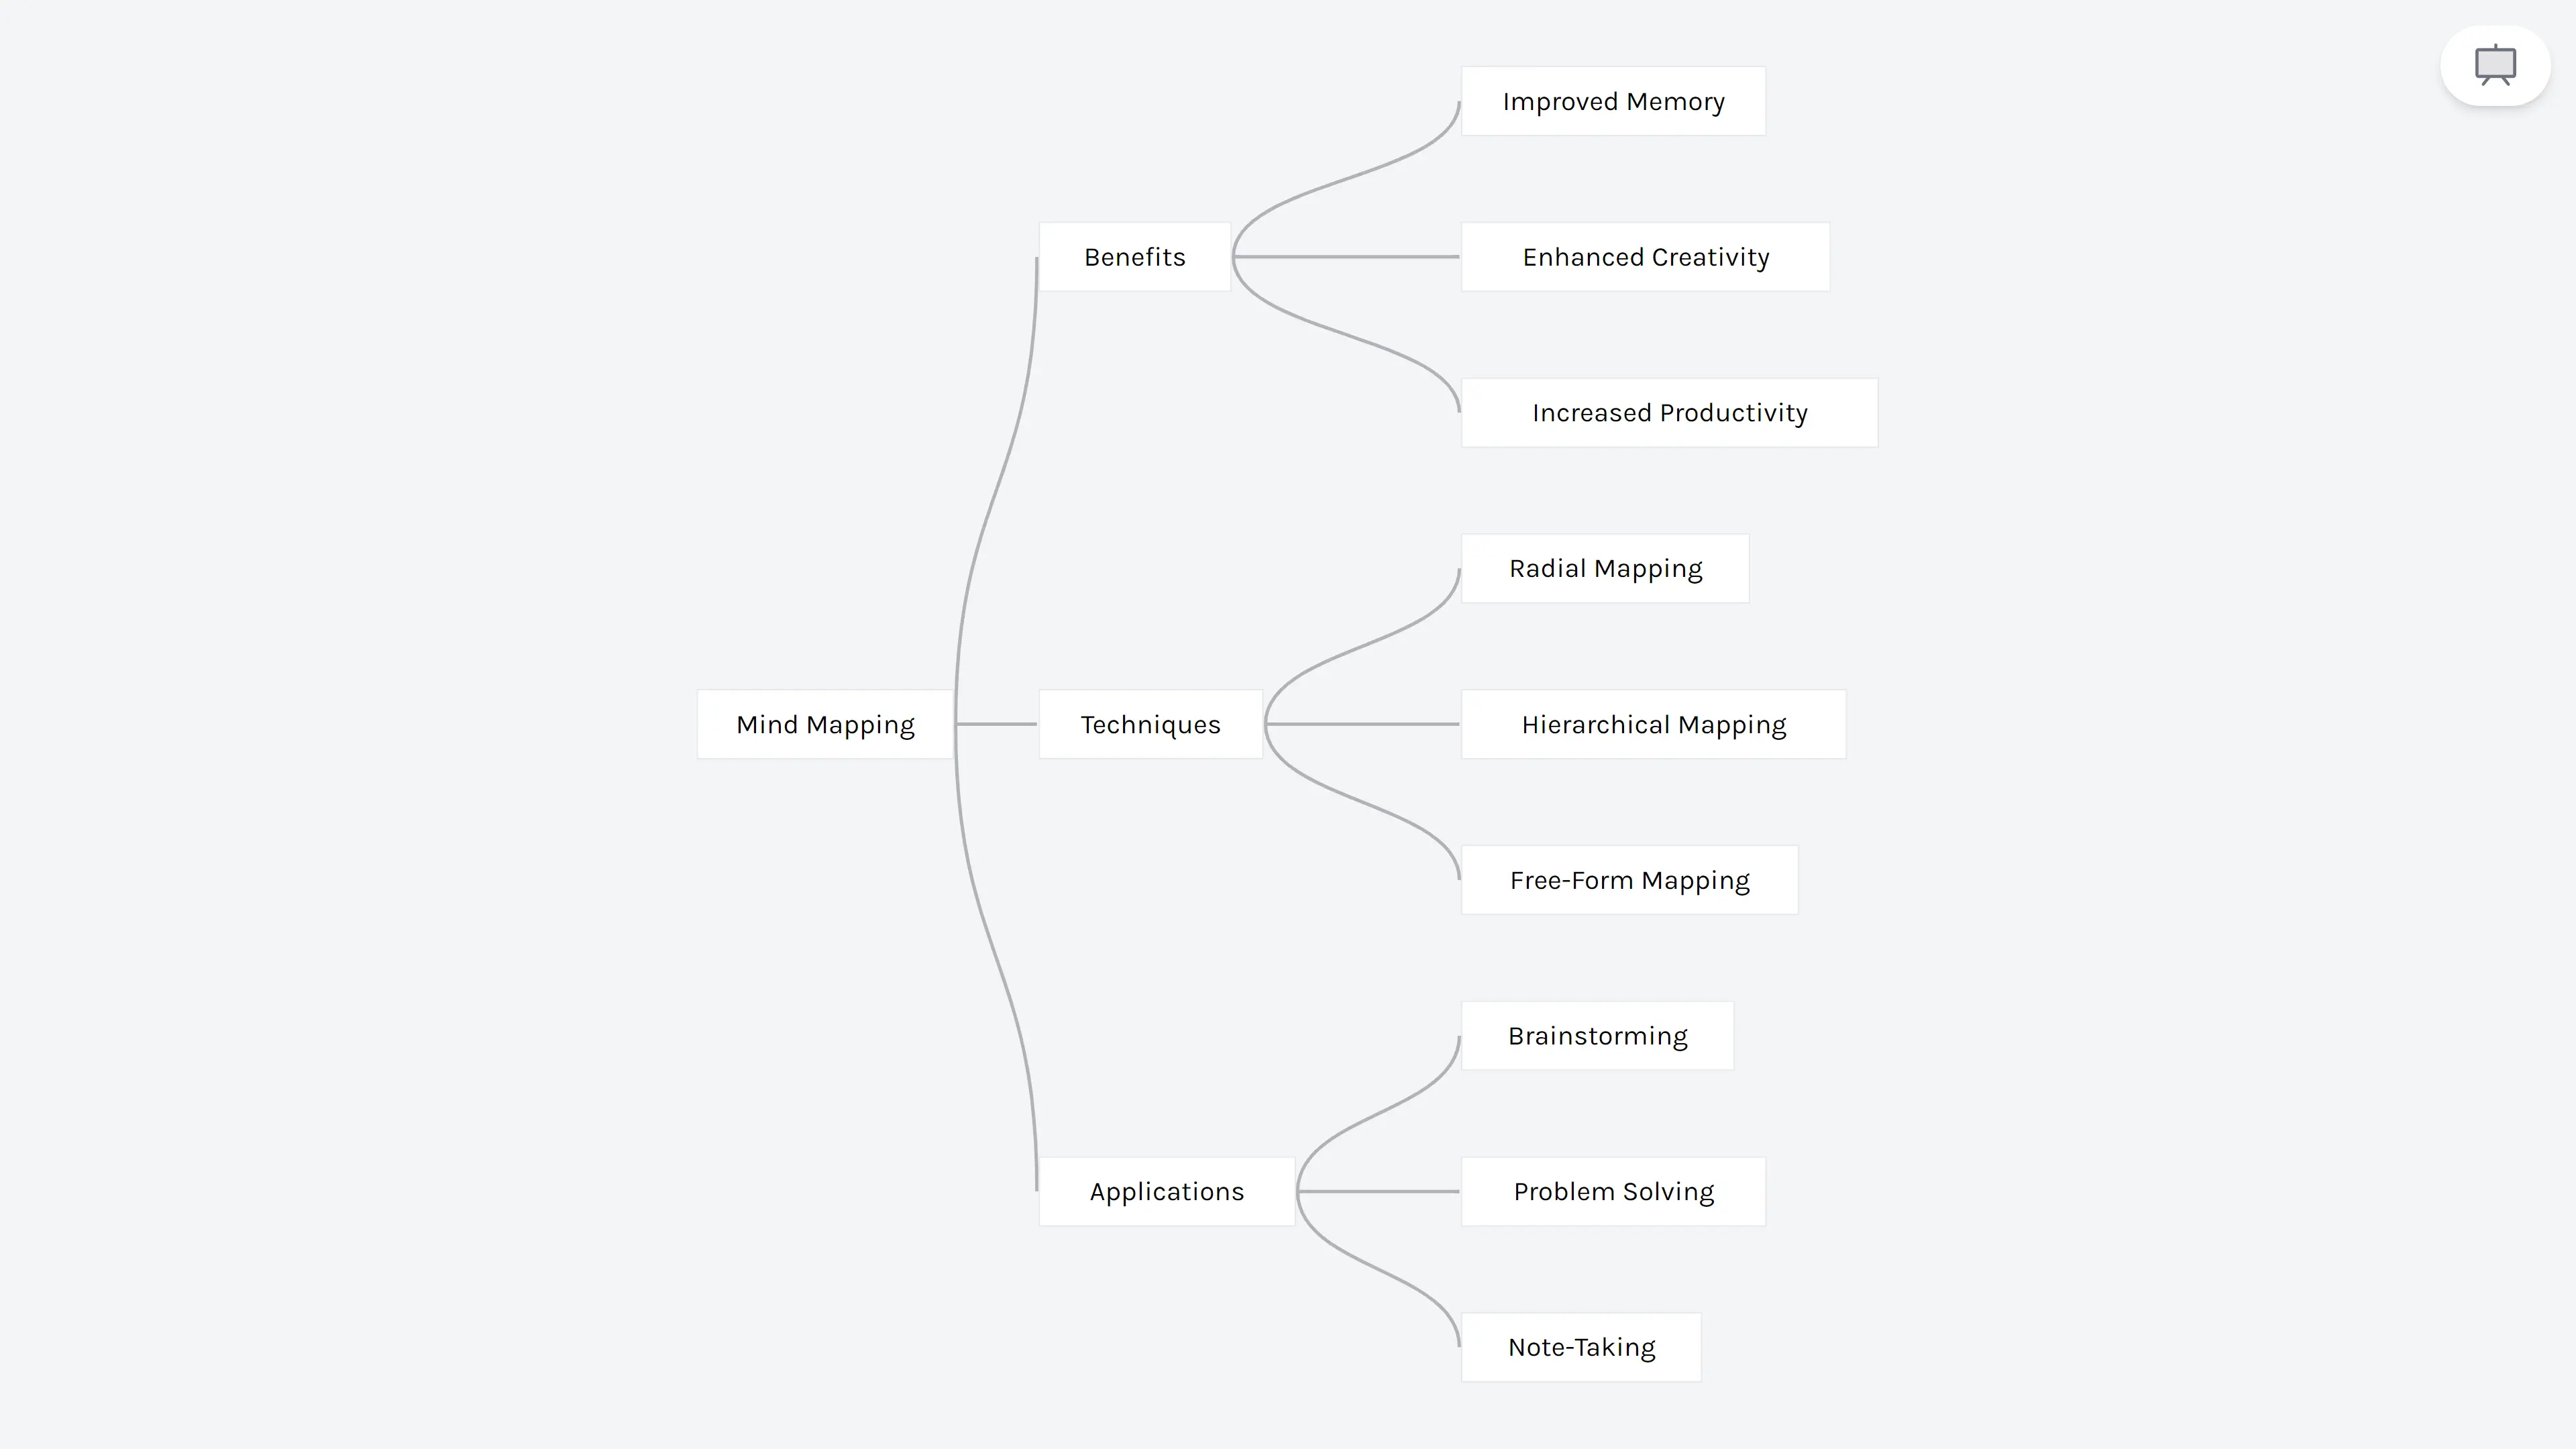 Mind Mapping
Benefits
Improved Memory
Enhanced Creativity
Increased Productivity
Techniques
Radial Mapping
Hierarchical Mapping
Free-Form Mapping
Applications
Brainstorming
Problem Solving
Note-Taking